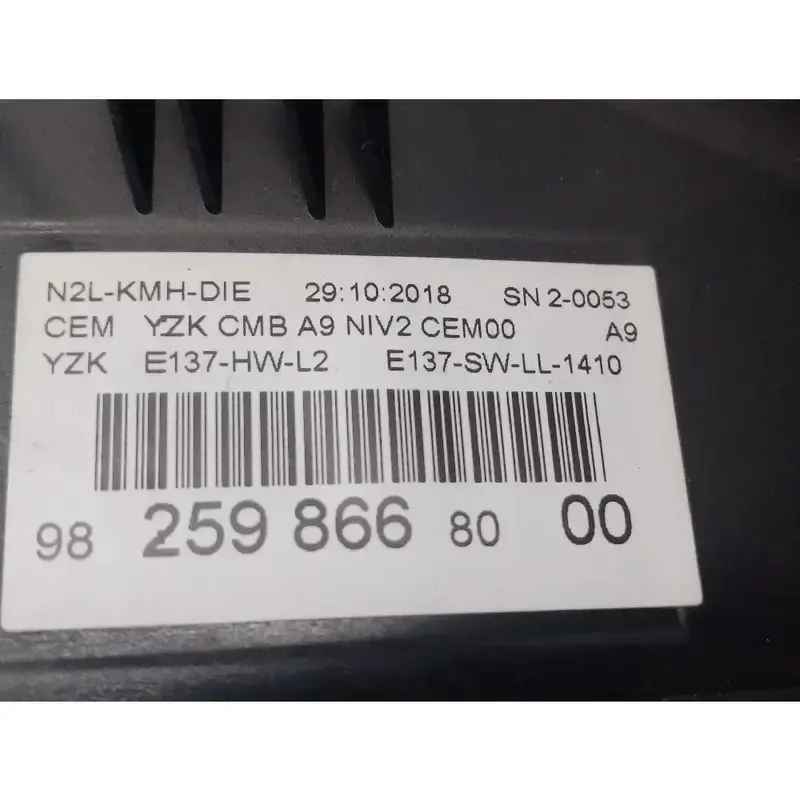 N2L-KMH-DIE 29:10:2018 SN 2-0053
CEM YZK CMB A9 NIV2 CEM00 A9
YZK E137-HW-L2 E137-SW-LL-1410
98 259 866 80 00